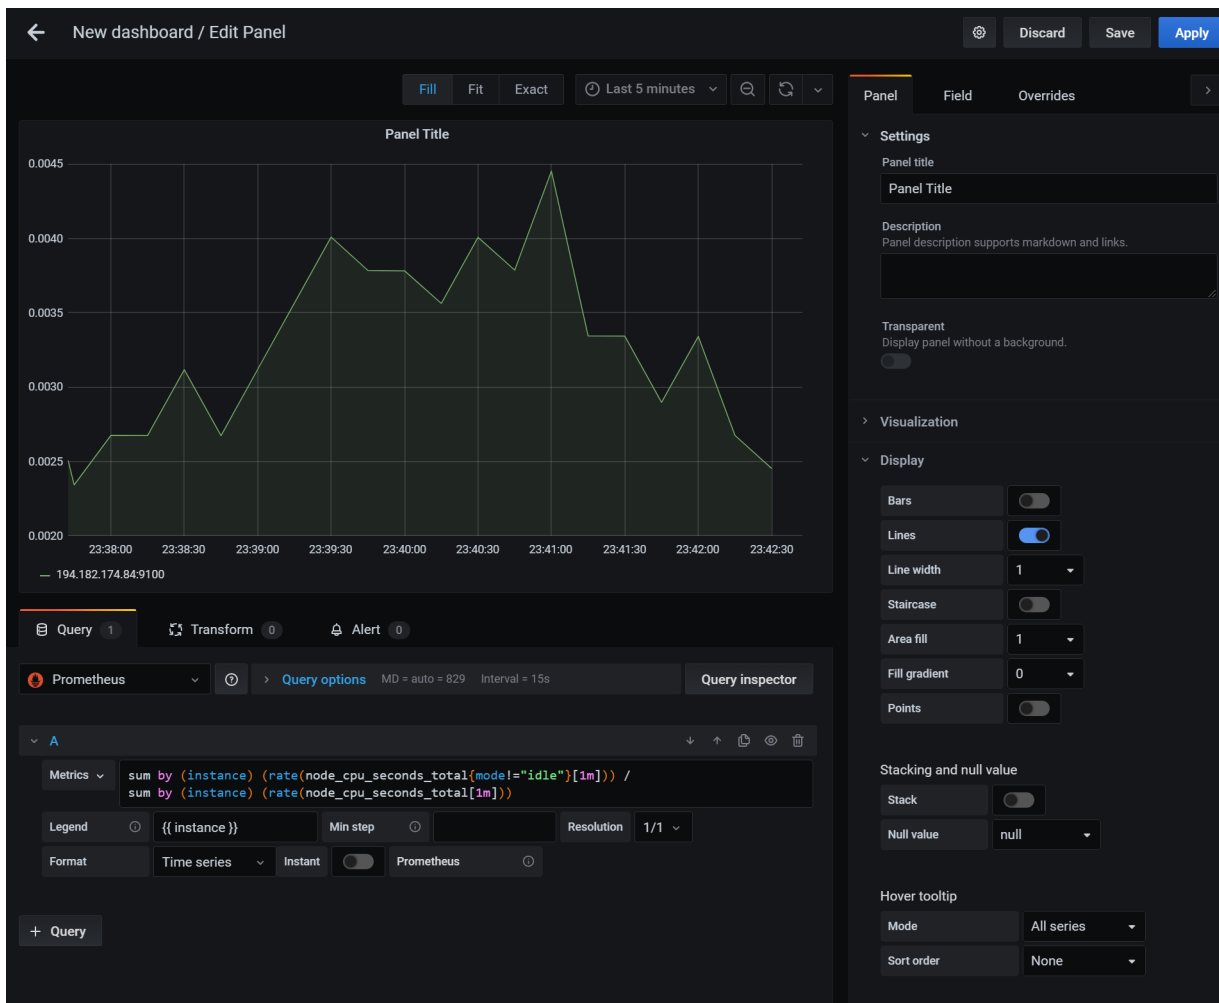 New dashboard / Edit Panel
Discard Save Apply
Fill Fit Exact Last 5 minutes
Panel Title
0.0045
0.0040
0.0035
0.0030
0.0025
0.0020
23:38:00 23:38:30 23:39:00 23:39:30 23:40:00 23:40:30 23:41:00 23:41:30 23:42:00 23:42:30
194.182.174.84:9100
Query 1 Transform 0 Alert 0
Prometheus Query options MD = auto = 829 Interval = 15s Query inspector
A
Metrics sum by (instance) (rate(node_cpu_seconds_total{mode!="idle"}[1m])) /
sum by (instance) (rate(node_cpu_seconds_total[1m]))
Legend {{ instance }} Min step Resolution 1/1
Format Time series Instant Prometheus
+ Query
Panel Field Overrides
Settings
Panel title
Panel Title
Description
Panel description supports markdown and links.
Transparent
Display panel without a background.
Visualization
Display
Bars
Lines
Line width 1
Staircase
Area fill 1
Fill gradient 0
Points
Stacking and null value
Stack
Null value null
Hover tooltip
Mode All series
Sort order None